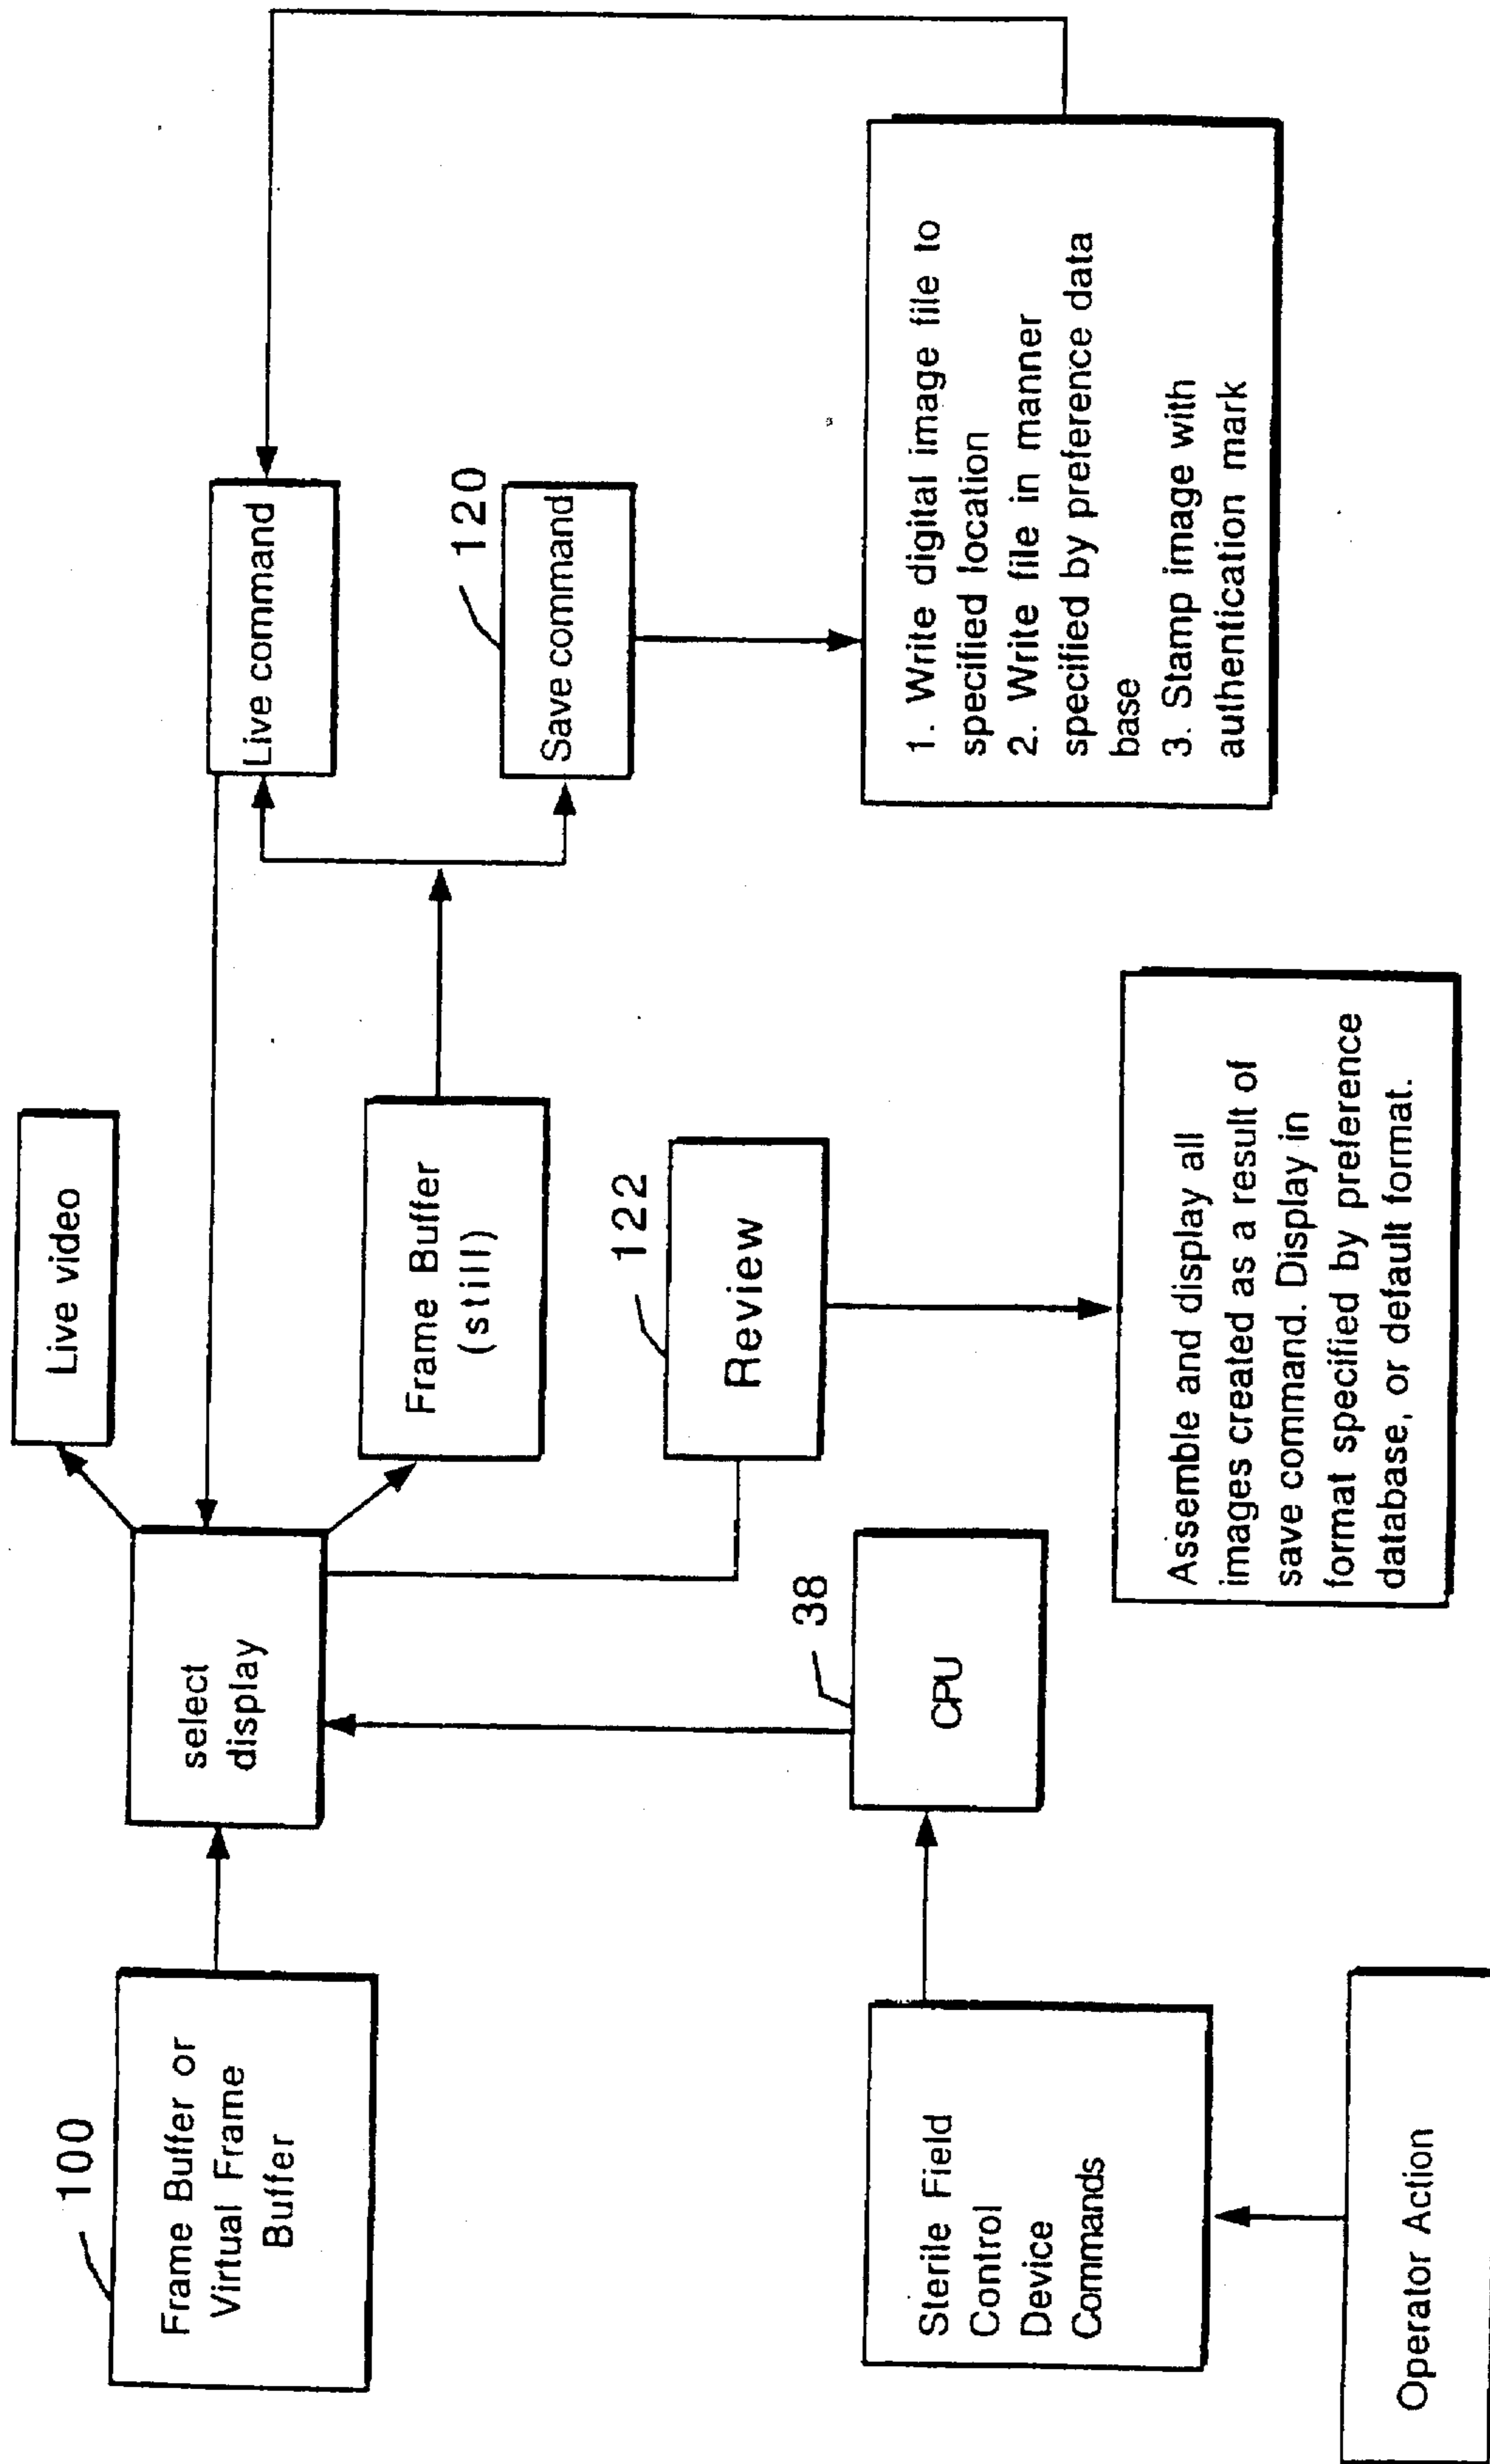 Live video
100
Frame Buffer or
Virtual Frame
Buffer
select
display
Frame Buffer
(still)
Live command
120
Save command
122
Review
38
CPU
Sterile Field
Control
Device
Commands
Operator Action
1. Write digital image file to
specified location
2. Write file in manner
specified by preference data
base
3. Stamp image with
authentication mark
Assemble and display all
images created as a result of
save command. Display in
format specified by preference
database, or default format.